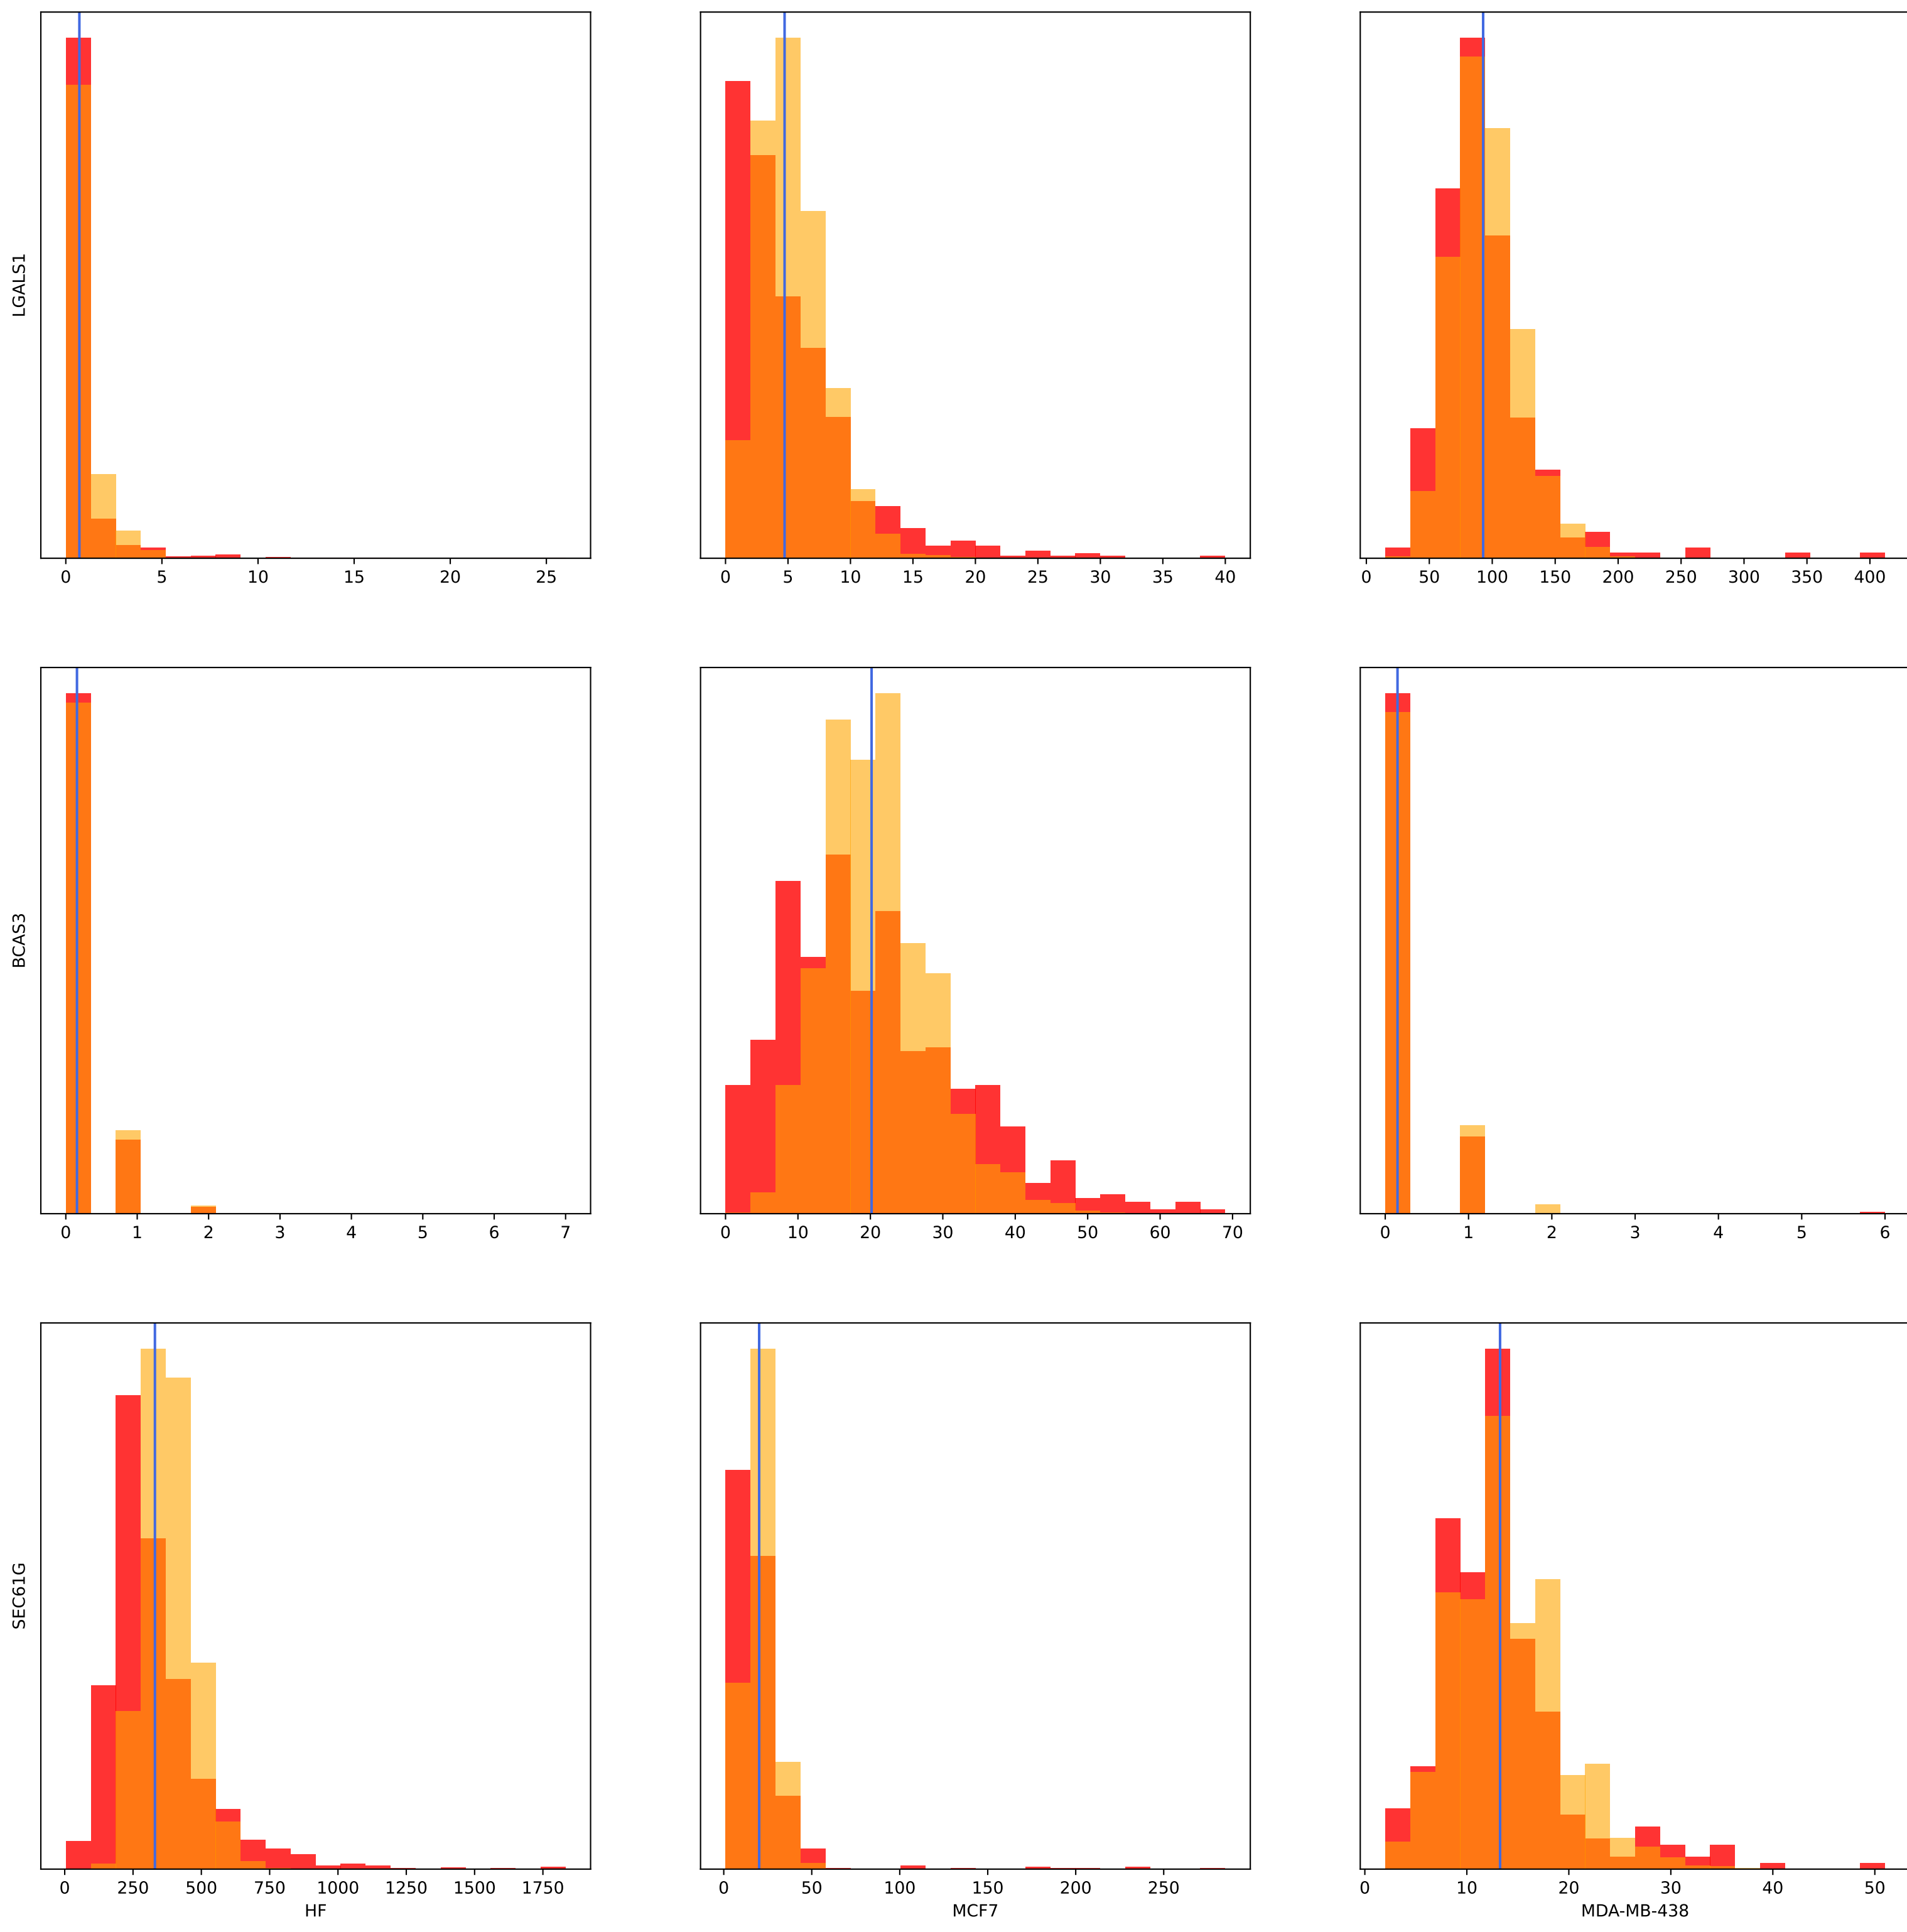 LGALS1
0 5 10 15 20 25
0 5 10 15 20 25 30 35 40
0 50 100 150 200 250 300 350 400
BCAS3
0 1 2 3 4 5 6 7
0 10 20 30 40 50 60 70
0 1 2 3 4 5 6
SEC61G
0 250 500 750 1000 1250 1500 1750
HF
0 50 100 150 200 250
MCF7
0 10 20 30 40 50
MDA-MB-438